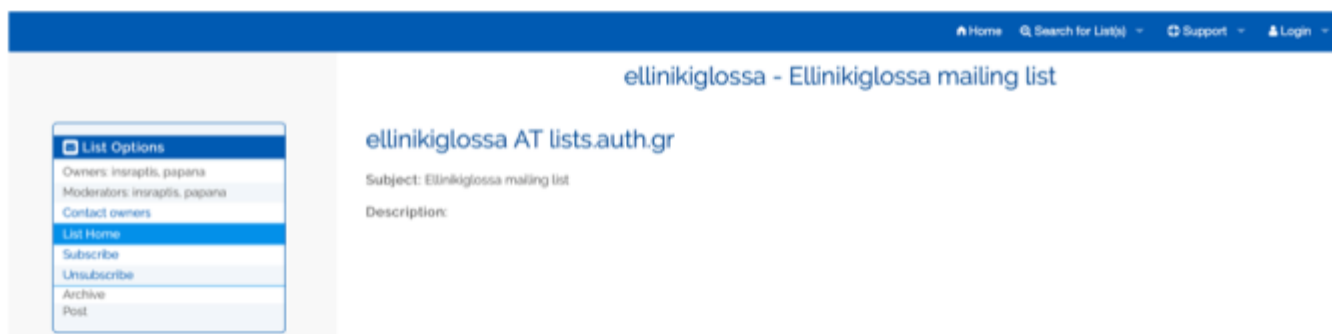 Home Search for List(s) Support Login
ellinikiglossa - Ellinikiglossa mailing list
List Options
Owners: insraptis, papana
Moderators: insraptis, papana
Contact owners
List Home
Subscribe
Unsubscribe
Archive
Post
ellinikiglossa AT lists.auth.gr
Subject: Ellinikiglossa mailing list
Description: